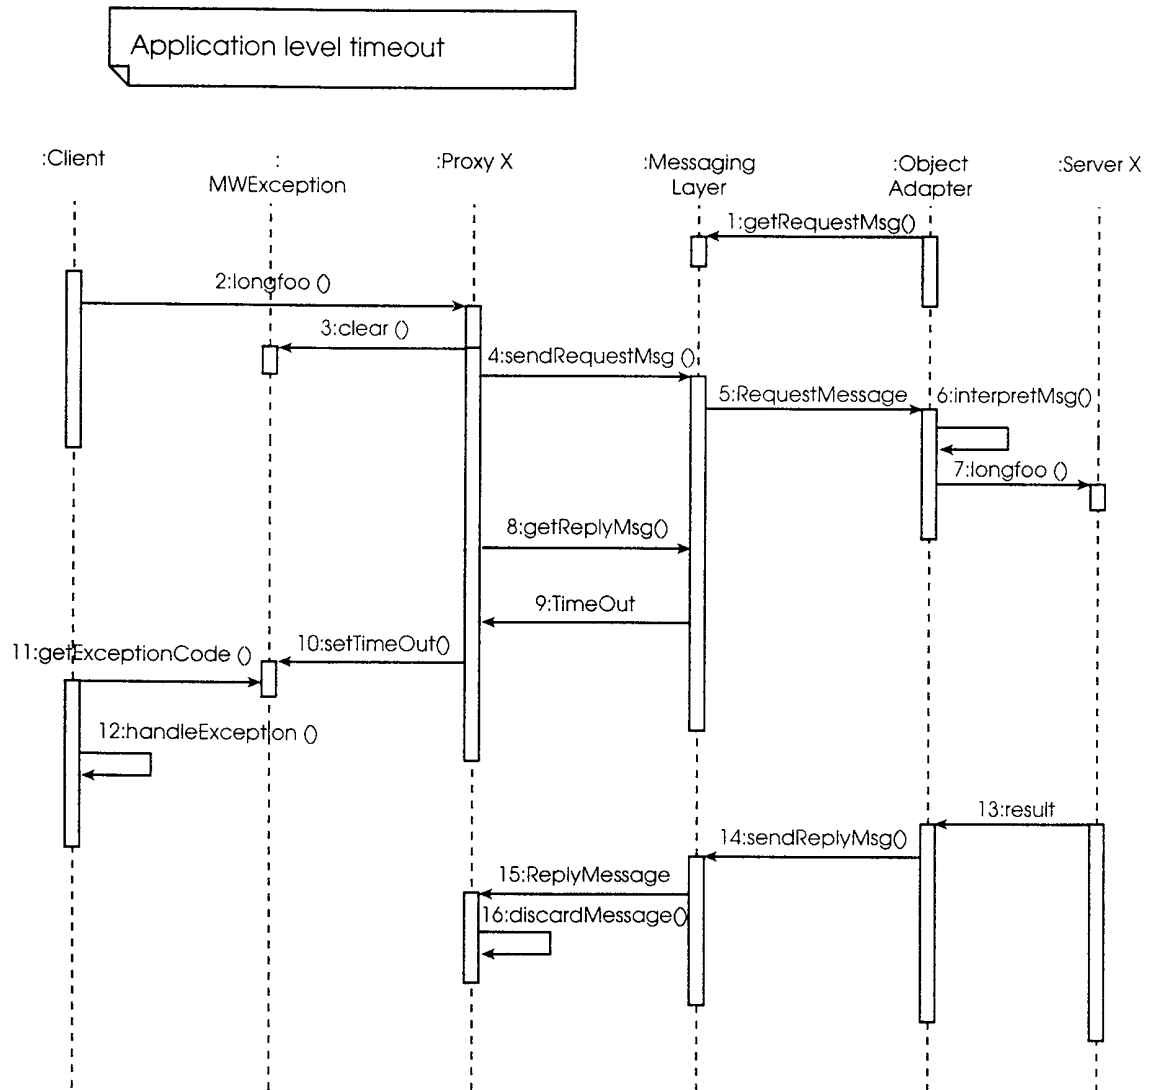 Application level timeout
:Client
:
MWException
:Proxy X
:Messaging
Layer
:Object
Adapter
:Server X
1:getRequestMsg()
2:longfoo ()
3:clear ()
4:sendRequestMsg ()
5:RequestMessage
6:interpretMsg()
7:longfoo ()
8:getReplyMsg()
9:TimeOut
10:setTimeOut()
11:getExceptionCode ()
12:handleException ()
13:result
14:sendReplyMsg()
15:ReplyMessage
16:discardMessage()